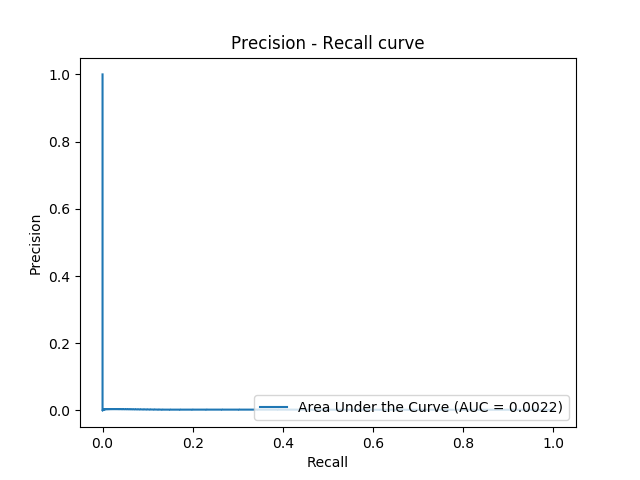 Precision - Recall curve
1.0
0.8
0.6
0.4
0.2
0.0
Precision
Area Under the Curve (AUC = 0.0022)
0.0 0.2 0.4 0.6 0.8 1.0
Recall